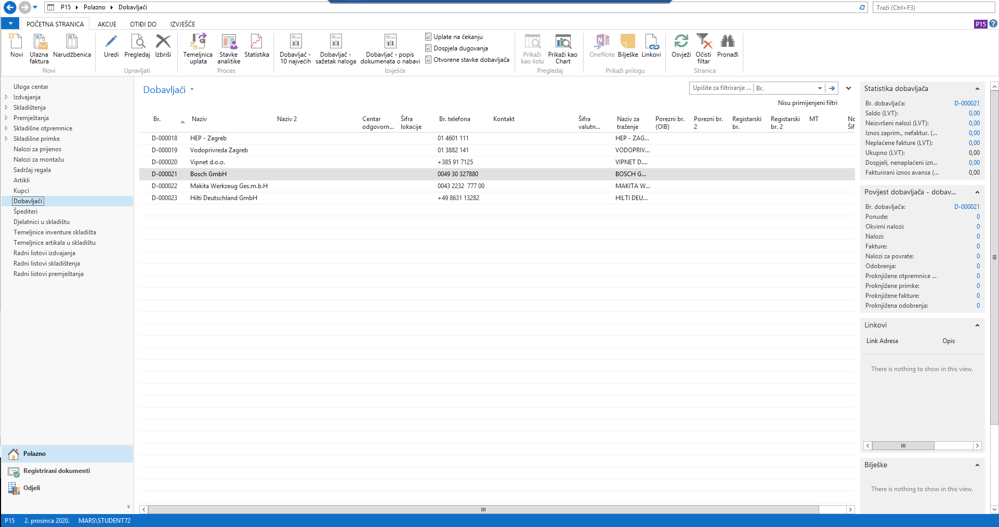 P15 Polazno Dobavljači
Traži (Ctrl+F3)
POČETNA STRANICA AKCIJE OTIĐI DO IZVJEŠĆE
P15
Novi
Ulazna faktura
Narudžbenica
Novi
Uredi
Pregledaj
Izbriši
Upravljati
Temeljnica uplata
Stavke analitike
Statistika
Proces
Dobavljač - 10 najvećih
Dobavljač - sažetak naloga
Dobavljač - popis dokumenata o nabavi
Uplate na čekanju
Dospjela dugovanja
Otvorene stavke dobavljača
Izvješće
Prikaži kao listu
Prikaži kao Chart
Pregledaj
OneNote
Bilješke
Linkovi
Prikaži prilogu
Osvježi
Očisti filtar
Pronađi
Stranica
Uloga centar
Izdvajanja
Skladištenja
Premještanja
Skladišne otpremnice
Skladišne primke
Nalozi za prijenos
Nalozi za montažu
Sadržaj regala
Artikli
Kupci
Dobavljači
Špediteri
Djelatnici u skladištu
Temeljnice inventure skladišta
Temeljnice artikala u skladištu
Radni listovi izdvajanja
Radni listovi skladištenja
Radni listovi premještanja
Polazno
Registrirani dokumenti
Odjeli
Dobavljači
Upišite za filtriranje ... Br.
Nisu primijenjeni filtri
Br. Naziv Naziv 2 Centar odgovorn... Šifra lokacije Br. telefona Kontakt Šifra valutn... Naziv za traženje Porezni br. (OIB) Porezni br. 2 Registarski br. Registarski br. 2 MT No Šif
D-000018 HEP - Zagreb 01 4601 111 HEP - ZAG...
D-000019 Vodoprivreda Zagreb 01 3882 141 VODOPRIV...
D-000020 Vipnet d.o.o. +385 91 7125 VIPNET D....
D-000021 Bosch GmbH 0049 30 327880 BOSCH G...
D-000022 Makita Werkzeug Ges.m.b.H 0043 2232 777 00 MAKITA W...
D-000023 Hilti Deutschland GmbH +49 8631 13282 HILTI DEU...
Statistika dobavljača
Br. dobavljača: D-000021
Saldo (LVT): 0,00
Neizvršeni nalozi (LVT): 0,00
Iznos zaprim., nefaktur. (... 0,00
Neplaćene fakture (LVT): 0,00
Ukupno (LVT): 0,00
Dospjeli, nenaplaćeni izn... 0,00
Fakturirani iznos avansa (... 0,00
Povijest dobavljača - dobav...
Br. dobavljača: D-000021
Ponude: 0
Okvirni nalozi: 0
Nalozi: 0
Fakture: 0
Nalozi za povrate: 0
Odobrenja: 0
Proknjižene otpremnice ... 0
Proknjižene primke: 0
Proknjižene fakture: 0
Proknjižena odobrenja: 0
Linkovi
Link Adresa Opis
There is nothing to show in this view.
Bilješke
There is nothing to show in this view.
P15 2. prosinca 2020. MARS\STUDENT72